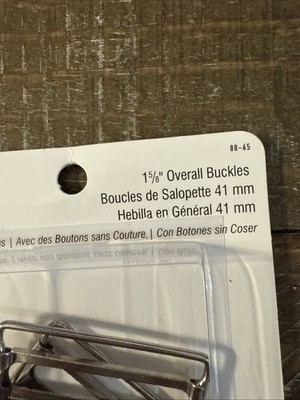 88-65
1⅝" Overall Buckles
Boucles de Salopette 41 mm
Hebilla en Général 41 mm
| Avec des Boutons sans Couture. | Con Botones sin Coser